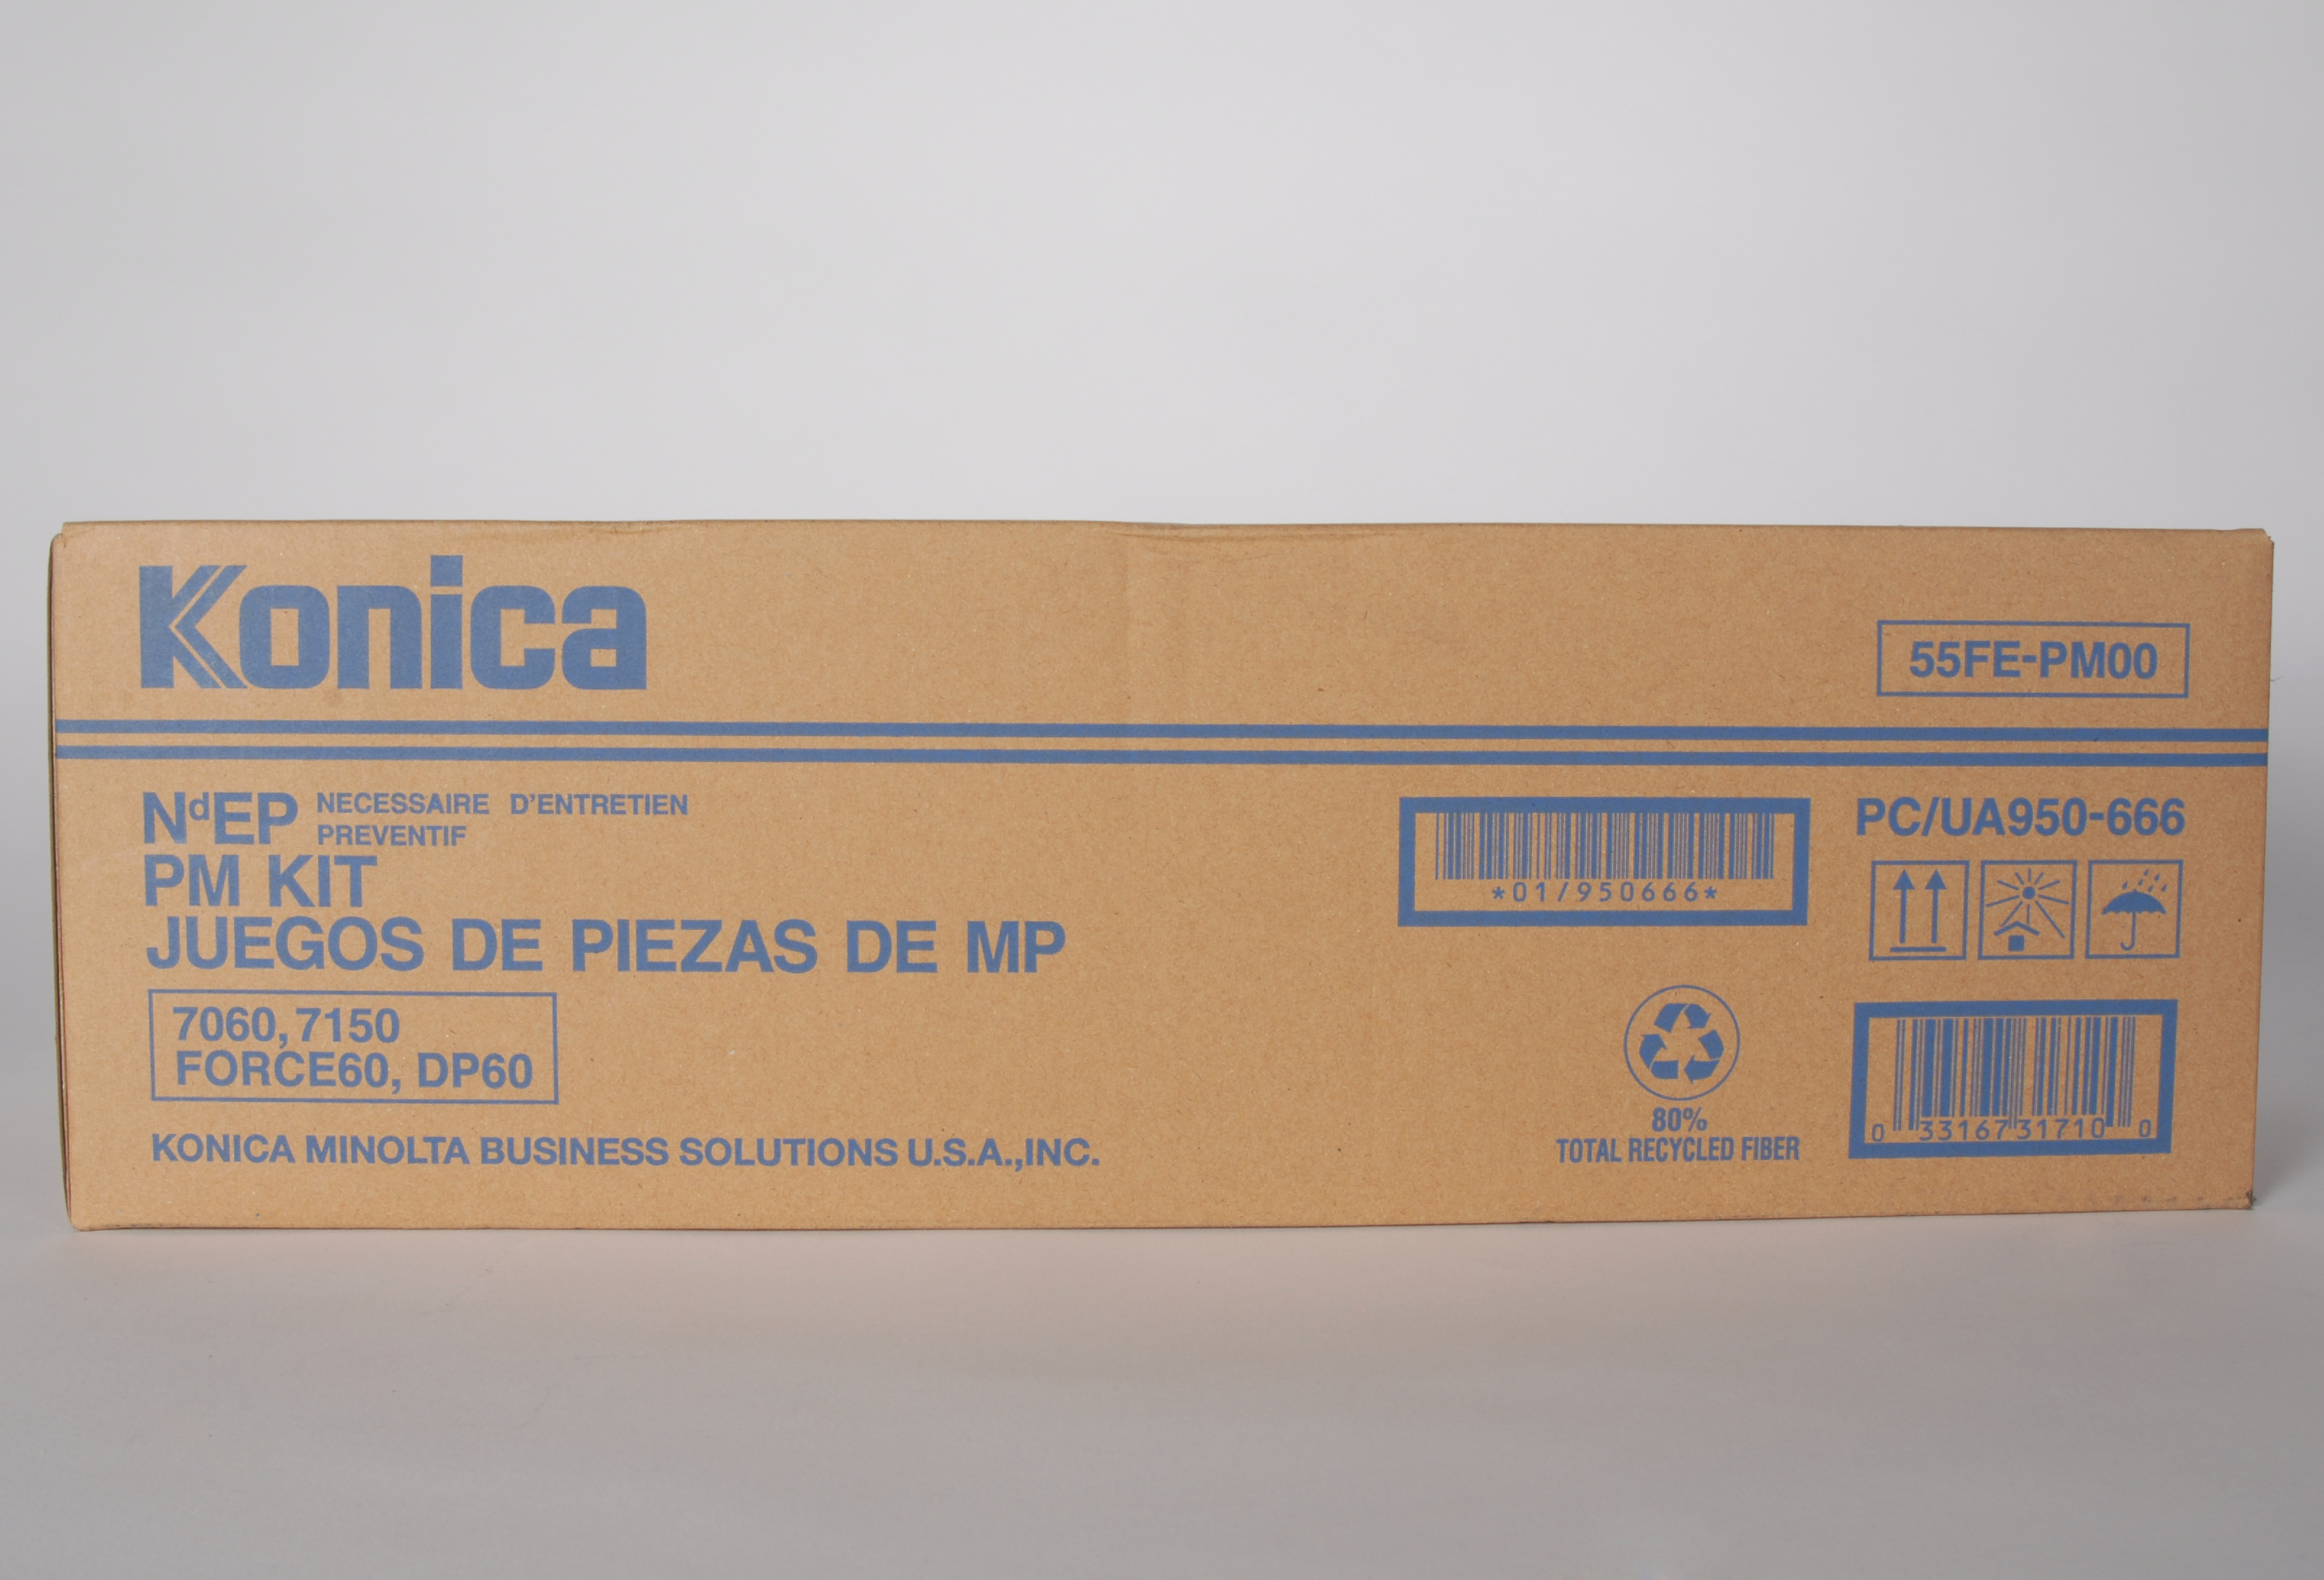 Konica
55FE-PM00
NdEP NECESSAIRE D'ENTRETIEN
PREVENTIF
PM KIT
JUEGOS DE PIEZAS DE MP
7060, 7150
FORCE60, DP60
KONICA MINOLTA BUSINESS SOLUTIONS U.S.A.,INC.
*01/950666*
PC/UA950-666
80%
TOTAL RECYCLED FIBER
0 33167 31710 0